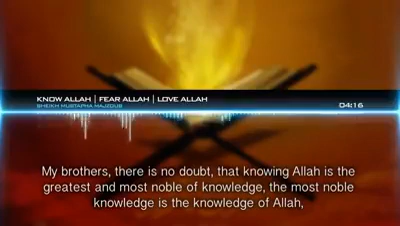 KNOW ALLAH | FEAR ALLAH | LOVE ALLAH
SHEIKH MUSTAPHA MAJZOUB
04:16
My brothers, there is no doubt, that knowing Allah is the
greatest and most noble of knowledge, the most noble
knowledge is the knowledge of Allah,